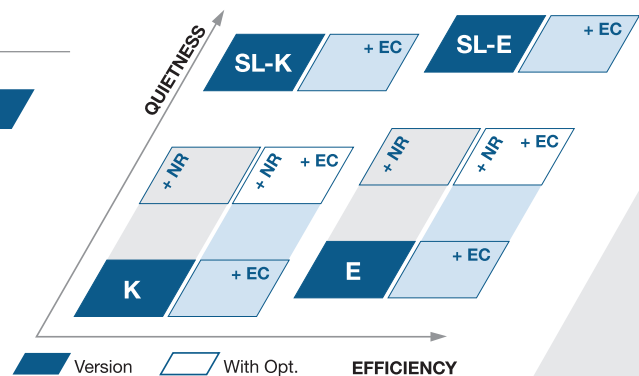 QUIETNESS
SL-K
+ EC
SL-E
+ EC
+ NR
+ NR
+ EC
+ NR
+ NR
+ EC
K
+ EC
E
+ EC
Version
With Opt.
EFFICIENCY